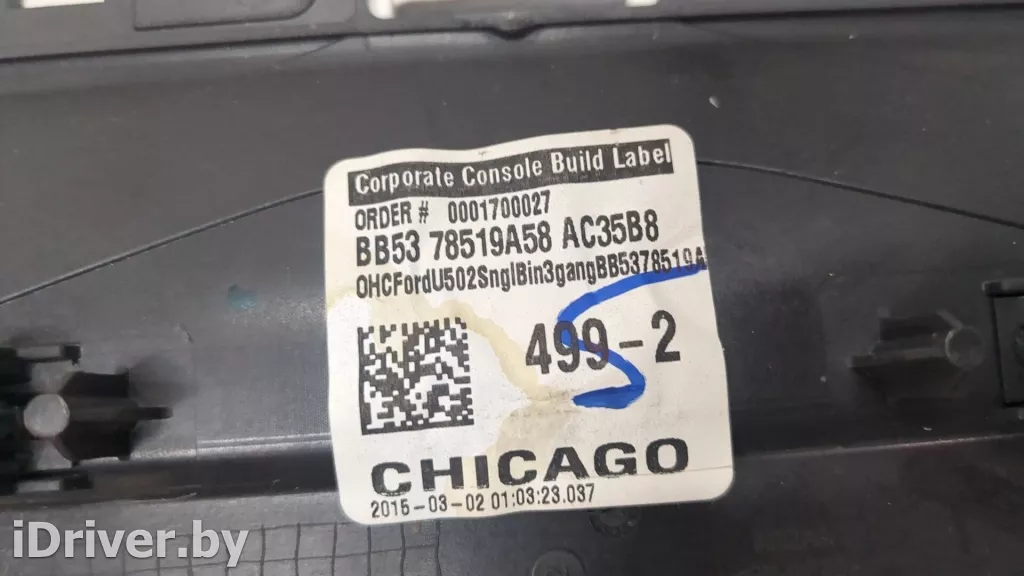 Corporate Console Build Label
ORDER # 0001700027
BB53 78519A58 AC35B8
OHCFordU502SnglBin3gangBB5378519A
499-2
CHICAGO
2015-03-02 01:03:23.037
iDriver.by